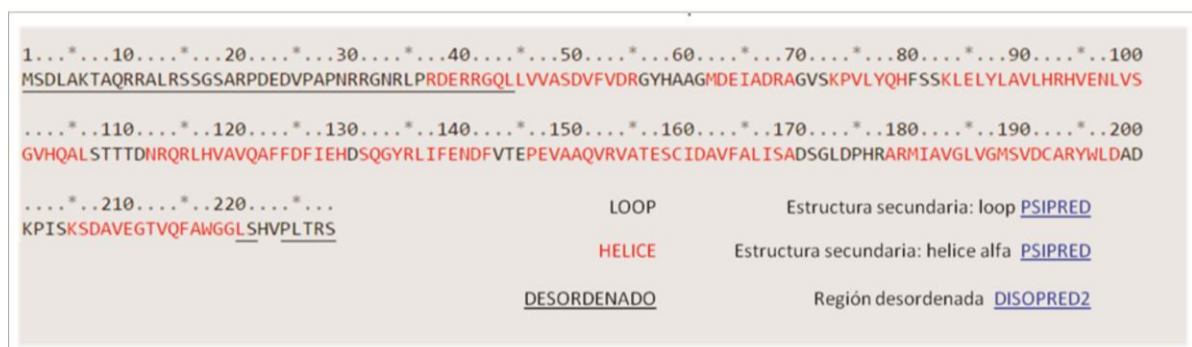 1...*...10....*...20....*...30....*...40....*...50....*...60....*...70....*...80....*...90....*..100
MSDLAKTAQRRALRSSGSARPDEDVPAPNRRGNRLPRDERRGQLLVVASDVFVDRGYHAAGMDEIADRAGVSKPVLYQHFSSKLELYLAVLHRHVENLVS
....*..110....*..120....*..130....*..140....*..150....*..160....*..170....*..180....*..190....*..200
GVHQALSTTTDNRQRLHVAVQAFFDFIEHDSQGYRLIFENDFVTEPEVAAQVRVATESCIDAVFALISADSGLDPHRARMIAVGLVGMSVDCARYWLDAD
....*..210....*..220....*...
KPISKSDAVEGTVQFAWGGLSHVPLTRS
LOOP Estructura secundaria: loop PSIPRED
HELICE Estructura secundaria: helice alfa PSIPRED
DESORDENADO Región desordenada DISOPRED2